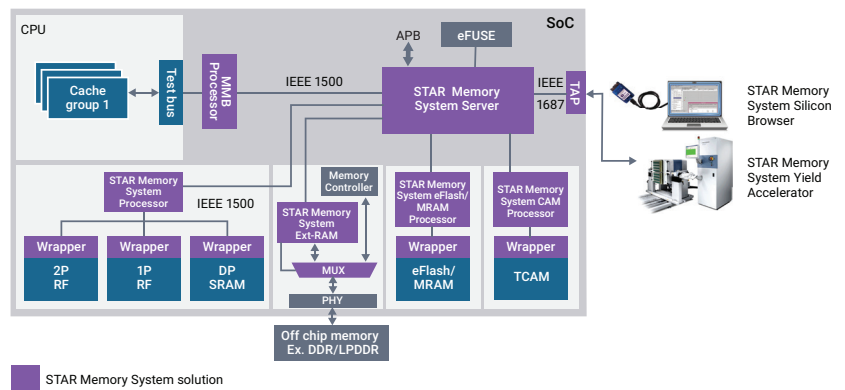 SoC
CPU
Cache
group 1
Test bus
MMB
Processor
IEEE 1500
APB
eFUSE
STAR Memory
System Server
IEEE
1687
TAP
STAR Memory
System Silicon
Browser
STAR Memory
System Yield
Accelerator
STAR Memory
System
Processor
IEEE 1500
Wrapper
2P
RF
Wrapper
1P
RF
Wrapper
DP
SRAM
Memory
Controller
STAR Memory
System
Ext-RAM
MUX
PHY
Off chip memory
Ex. DDR/LPDDR
STAR Memory
System eFlash/
MRAM
Processor
Wrapper
eFlash/
MRAM
STAR Memory
System CAM
Processor
Wrapper
TCAM
STAR Memory System solution